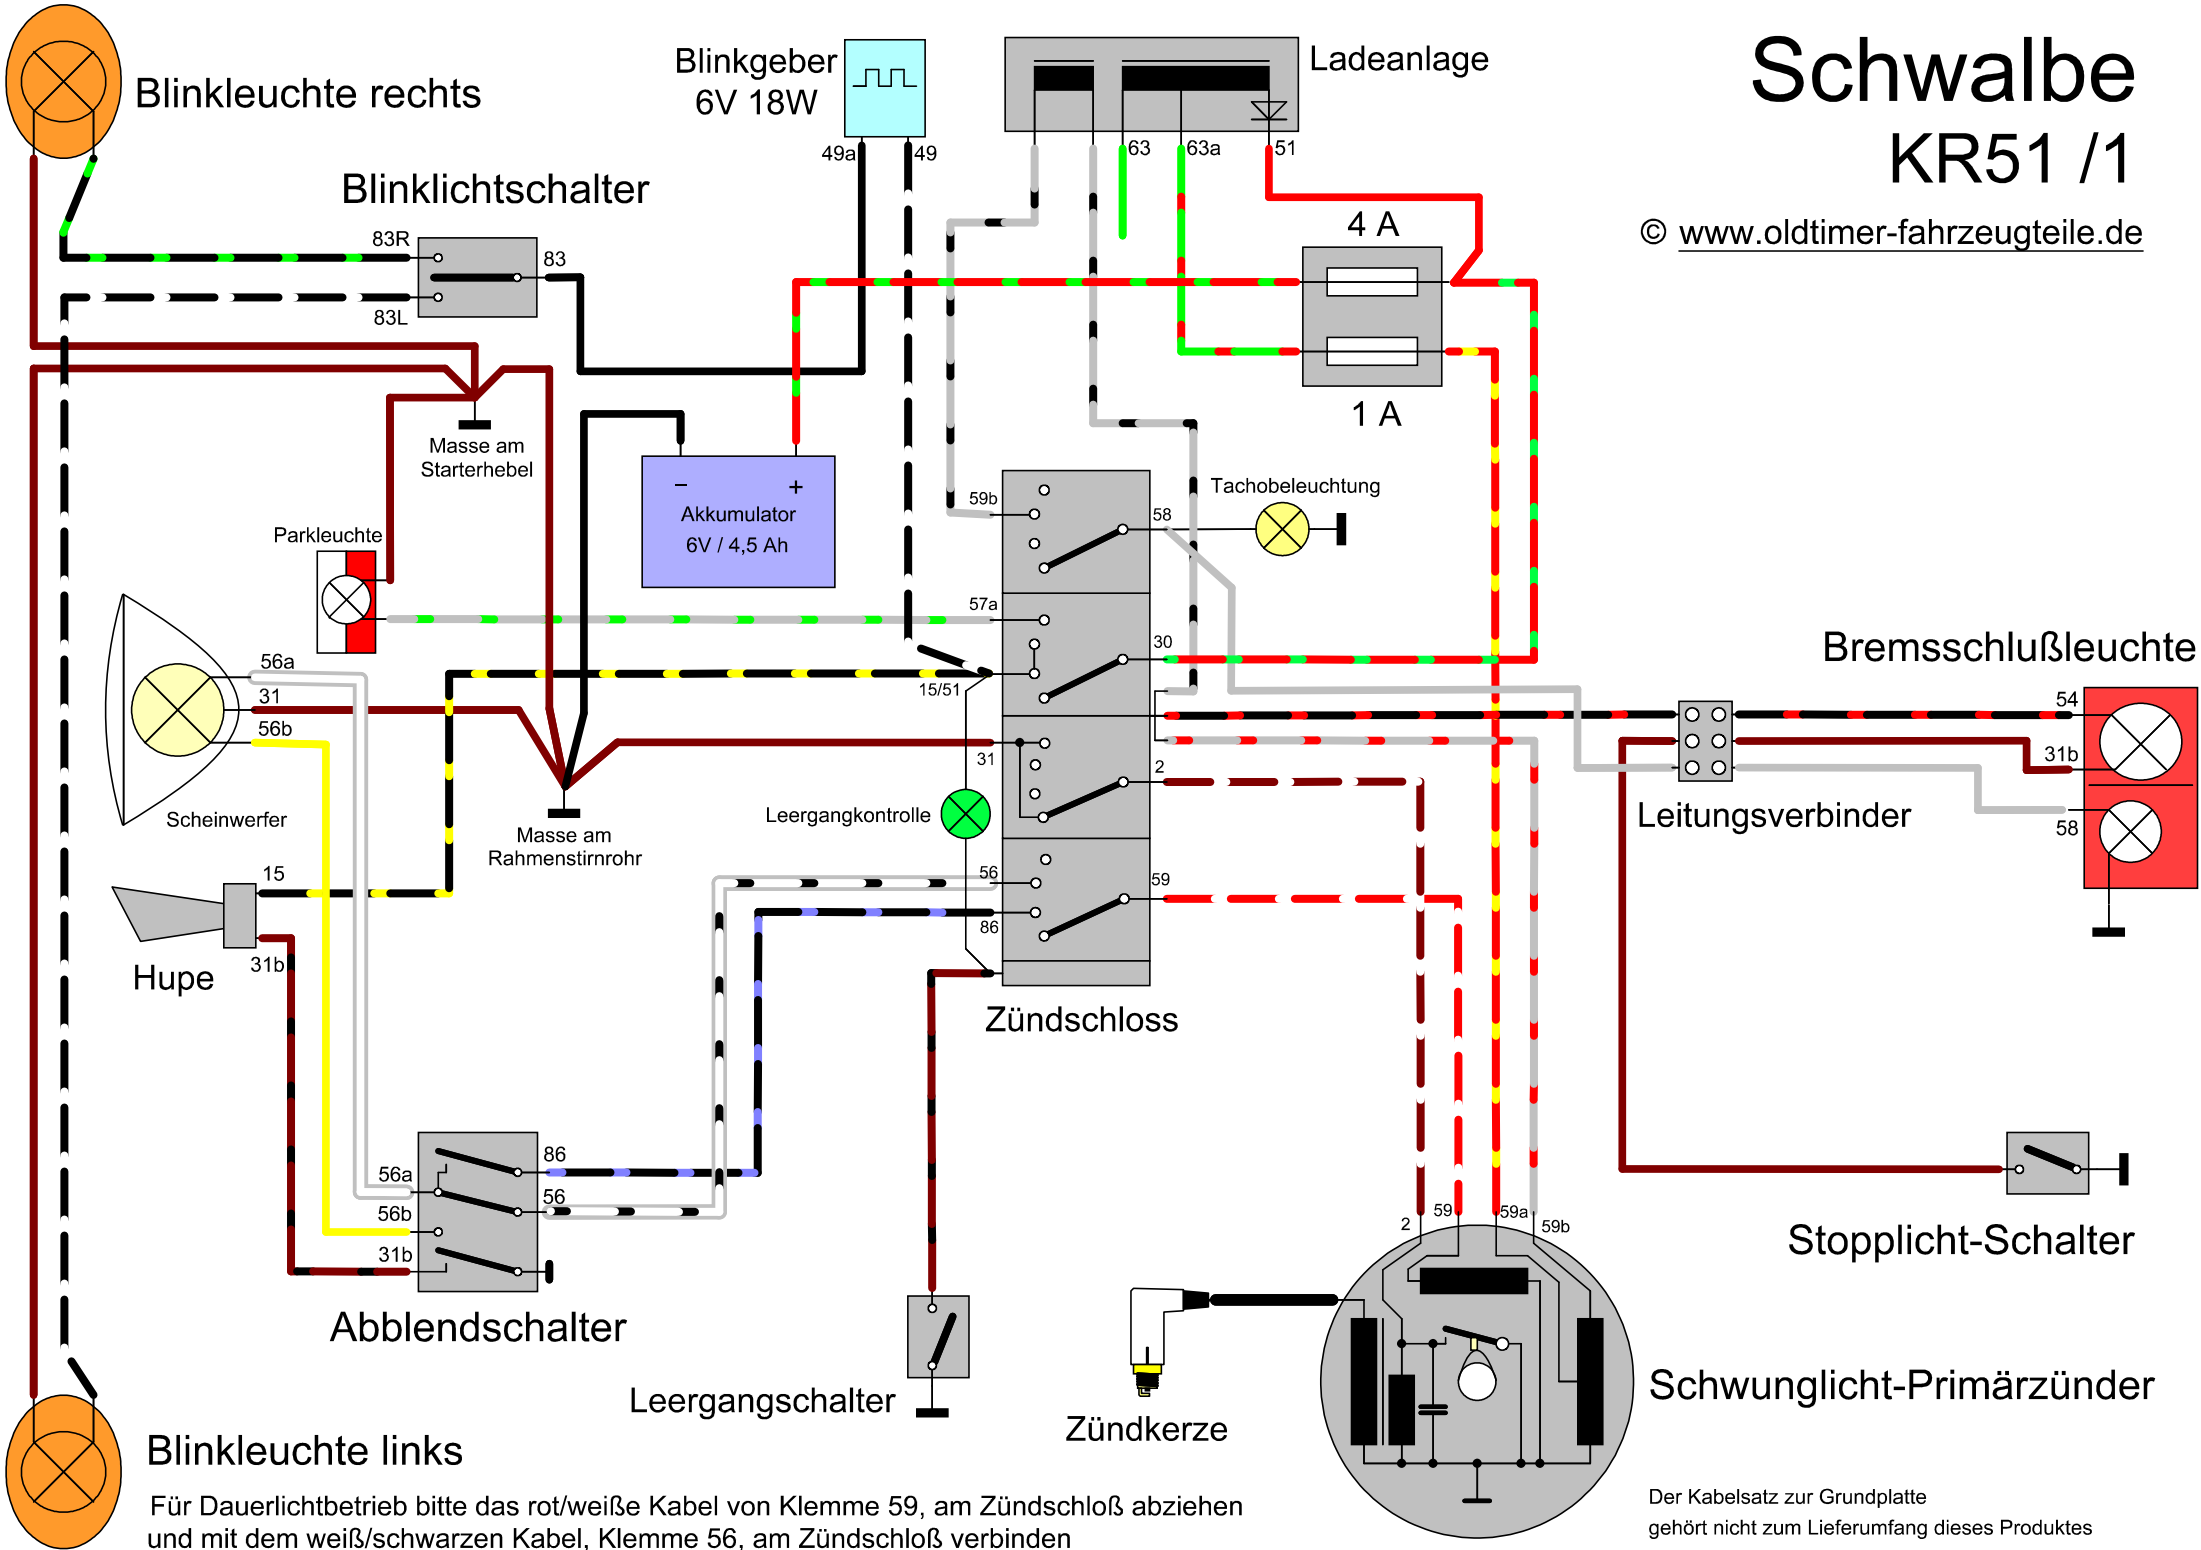 Schwalbe
KR51 /1
© www.oldtimer-fahrzeugteile.de
Blinkleuchte rechts
Blinkgeber
6V 18W
49a
49
Ladeanlage
63
63a
51
4 A
1 A
Blinklichtschalter
83R
83
83L
Masse am
Starterhebel
− +
Akkumulator
6V / 4,5 Ah
Parkleuchte
59b
58
Tachobeleuchtung
57a
30
15/51
31
2
56
59
86
Zündschloss
56a
31
56b
Scheinwerfer
Masse am
Rahmenstirnrohr
Leergangkontrolle
15
31b
Hupe
Bremsschlußleuchte
54
31b
58
Leitungsverbinder
86
56a
56
56b
31b
Abblendschalter
Leergangschalter
Zündkerze
2
59
59a
59b
Schwunglicht-Primärzünder
Stopplicht-Schalter
Blinkleuchte links
Für Dauerlichtbetrieb bitte das rot/weiße Kabel von Klemme 59, am Zündschloß abziehen
und mit dem weiß/schwarzen Kabel, Klemme 56, am Zündschloß verbinden
Der Kabelsatz zur Grundplatte
gehört nicht zum Lieferumfang dieses Produktes